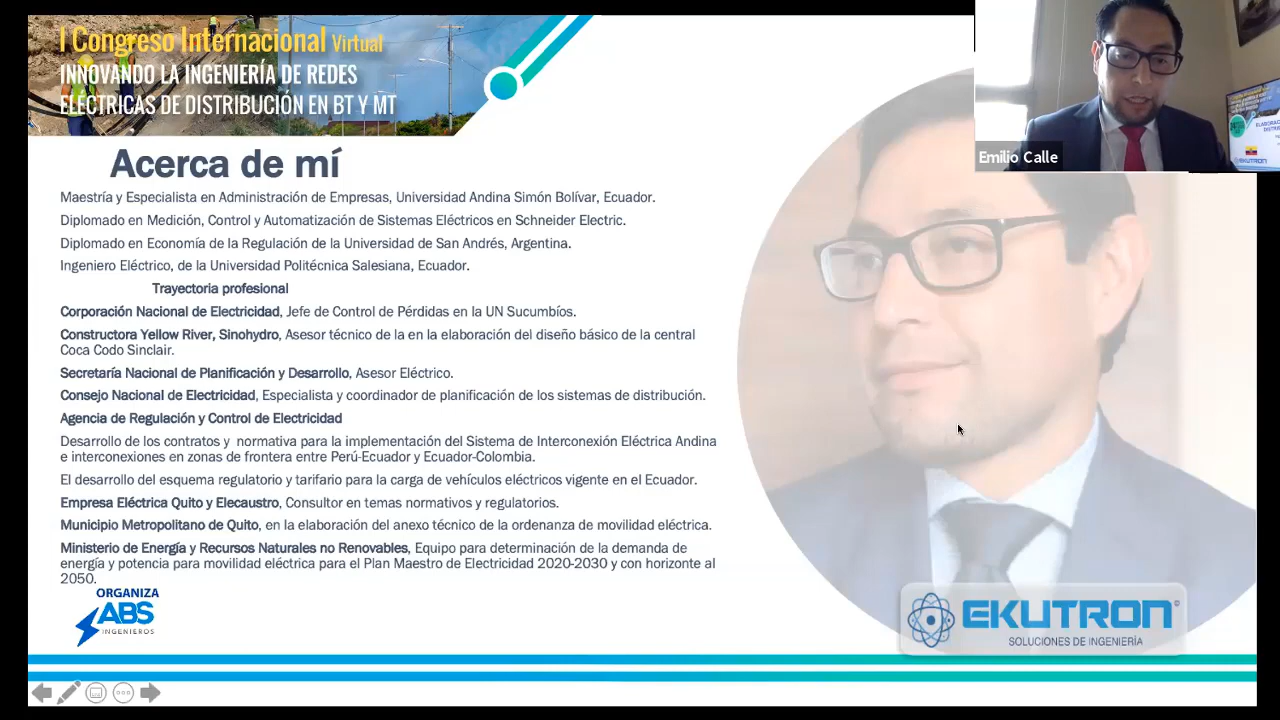 I Congreso Internacional Virtual
INNOVANDO LA INGENIERÍA DE REDES
ELÉCTRICAS DE DISTRIBUCIÓN EN BT Y MT
Emilio Calle
Acerca de mí
Maestría y Especialista en Administración de Empresas, Universidad Andina Simón Bolívar, Ecuador.
Diplomado en Medición, Control y Automatización de Sistemas Eléctricos en Schneider Electric.
Diplomado en Economía de la Regulación de la Universidad de San Andrés, Argentina.
Ingeniero Eléctrico, de la Universidad Politécnica Salesiana, Ecuador.
Trayectoria profesional
Corporación Nacional de Electricidad, Jefe de Control de Pérdidas en la UN Sucumbíos.
Constructora Yellow River, Sinohydro, Asesor técnico de la en la elaboración del diseño básico de la central
Coca Codo Sinclair.
Secretaría Nacional de Planificación y Desarrollo, Asesor Eléctrico.
Consejo Nacional de Electricidad, Especialista y coordinador de planificación de los sistemas de distribución.
Agencia de Regulación y Control de Electricidad
Desarrollo de los contratos y normativa para la implementación del Sistema de Interconexión Eléctrica Andina
e interconexiones en zonas de frontera entre Perú-Ecuador y Ecuador-Colombia.
El desarrollo del esquema regulatorio y tarifario para la carga de vehículos eléctricos vigente en el Ecuador.
Empresa Eléctrica Quito y Elecaustro, Consultor en temas normativos y regulatorios.
Municipio Metropolitano de Quito, en la elaboración del anexo técnico de la ordenanza de movilidad eléctrica.
Ministerio de Energía y Recursos Naturales no Renovables, Equipo para determinación de la demanda de
energía y potencia para movilidad eléctrica para el Plan Maestro de Electricidad 2020-2030 y con horizonte al
2050.
ORGANIZA
ABS
INGENIEROS
EKUTRON
SOLUCIONES DE INGENIERÍA